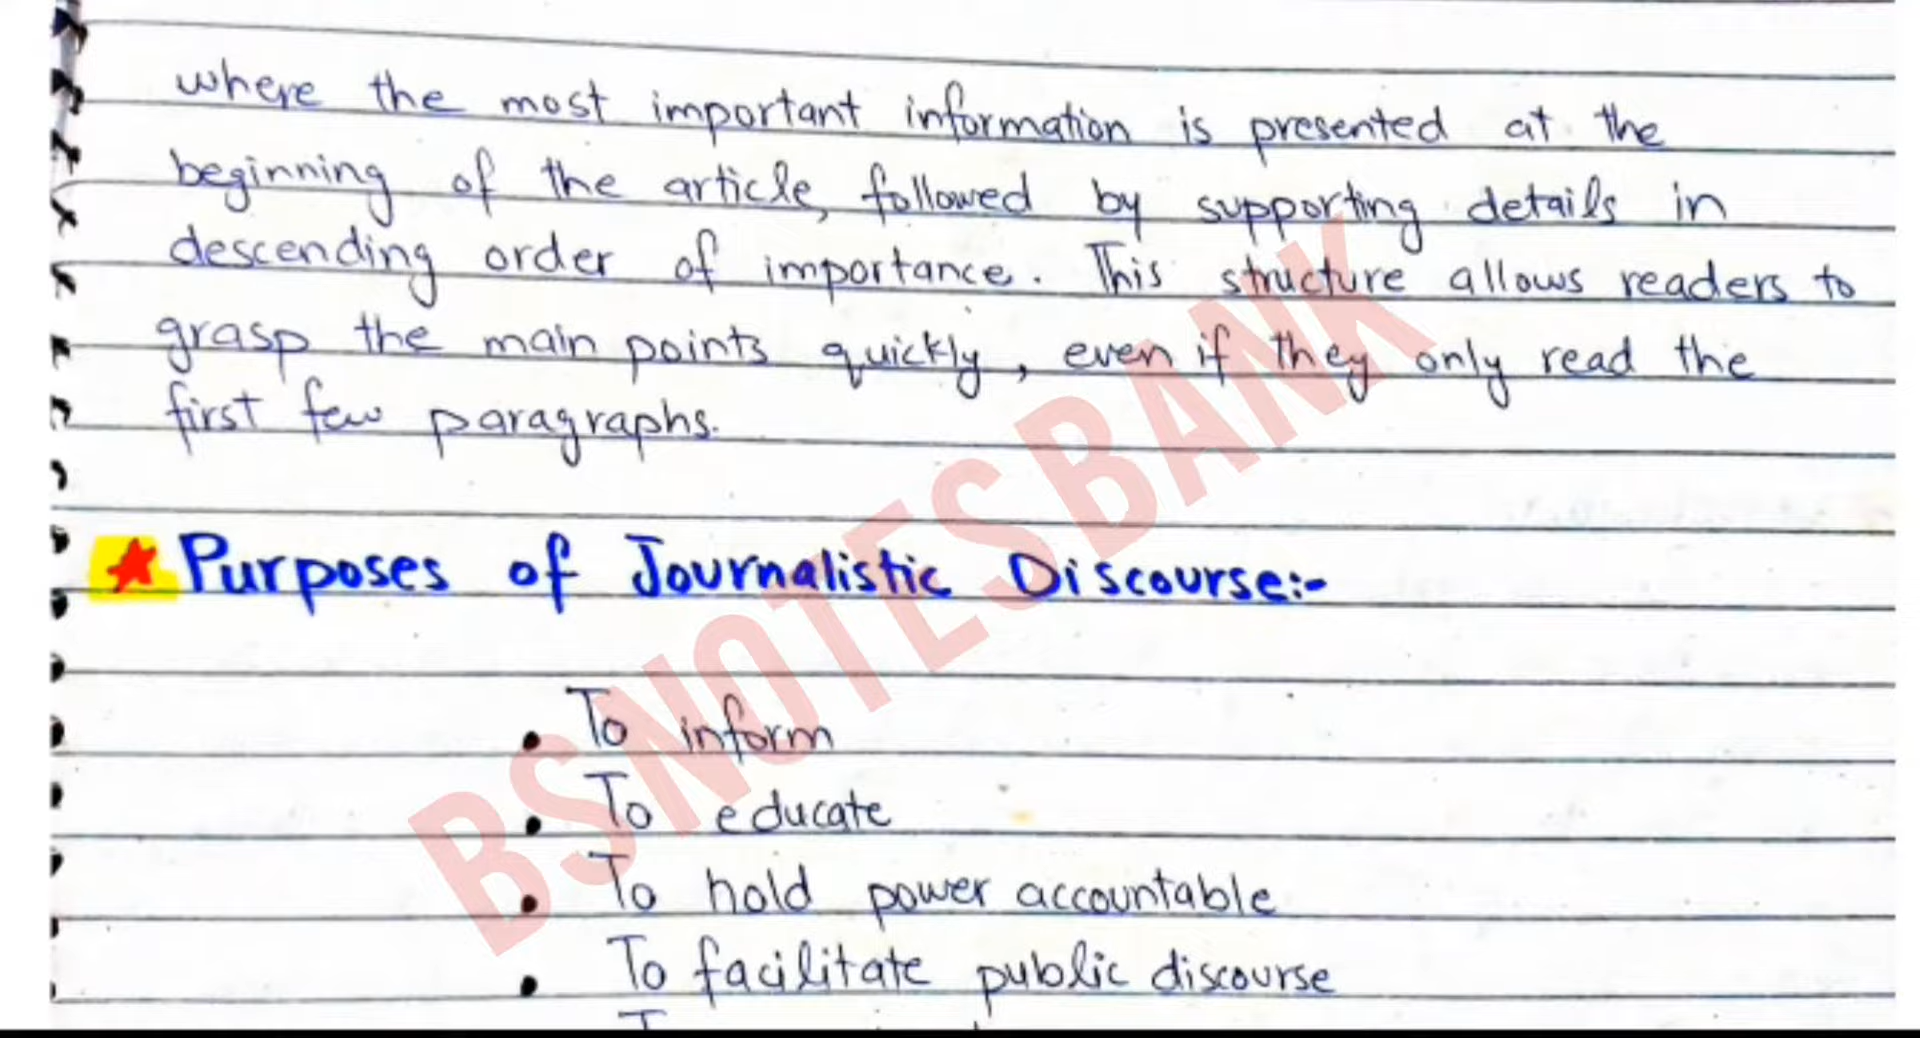 where the most important information is presented at the
beginning of the article, followed by supporting details in
descending order of importance. This structure allows readers to
grasp the main points quickly, even if they only read the
first few paragraphs.
★ Purposes of Journalistic Discourse:-
• To inform
• To educate
• To hold power accountable
• To facilitate public discourse
BSNOTESBANK